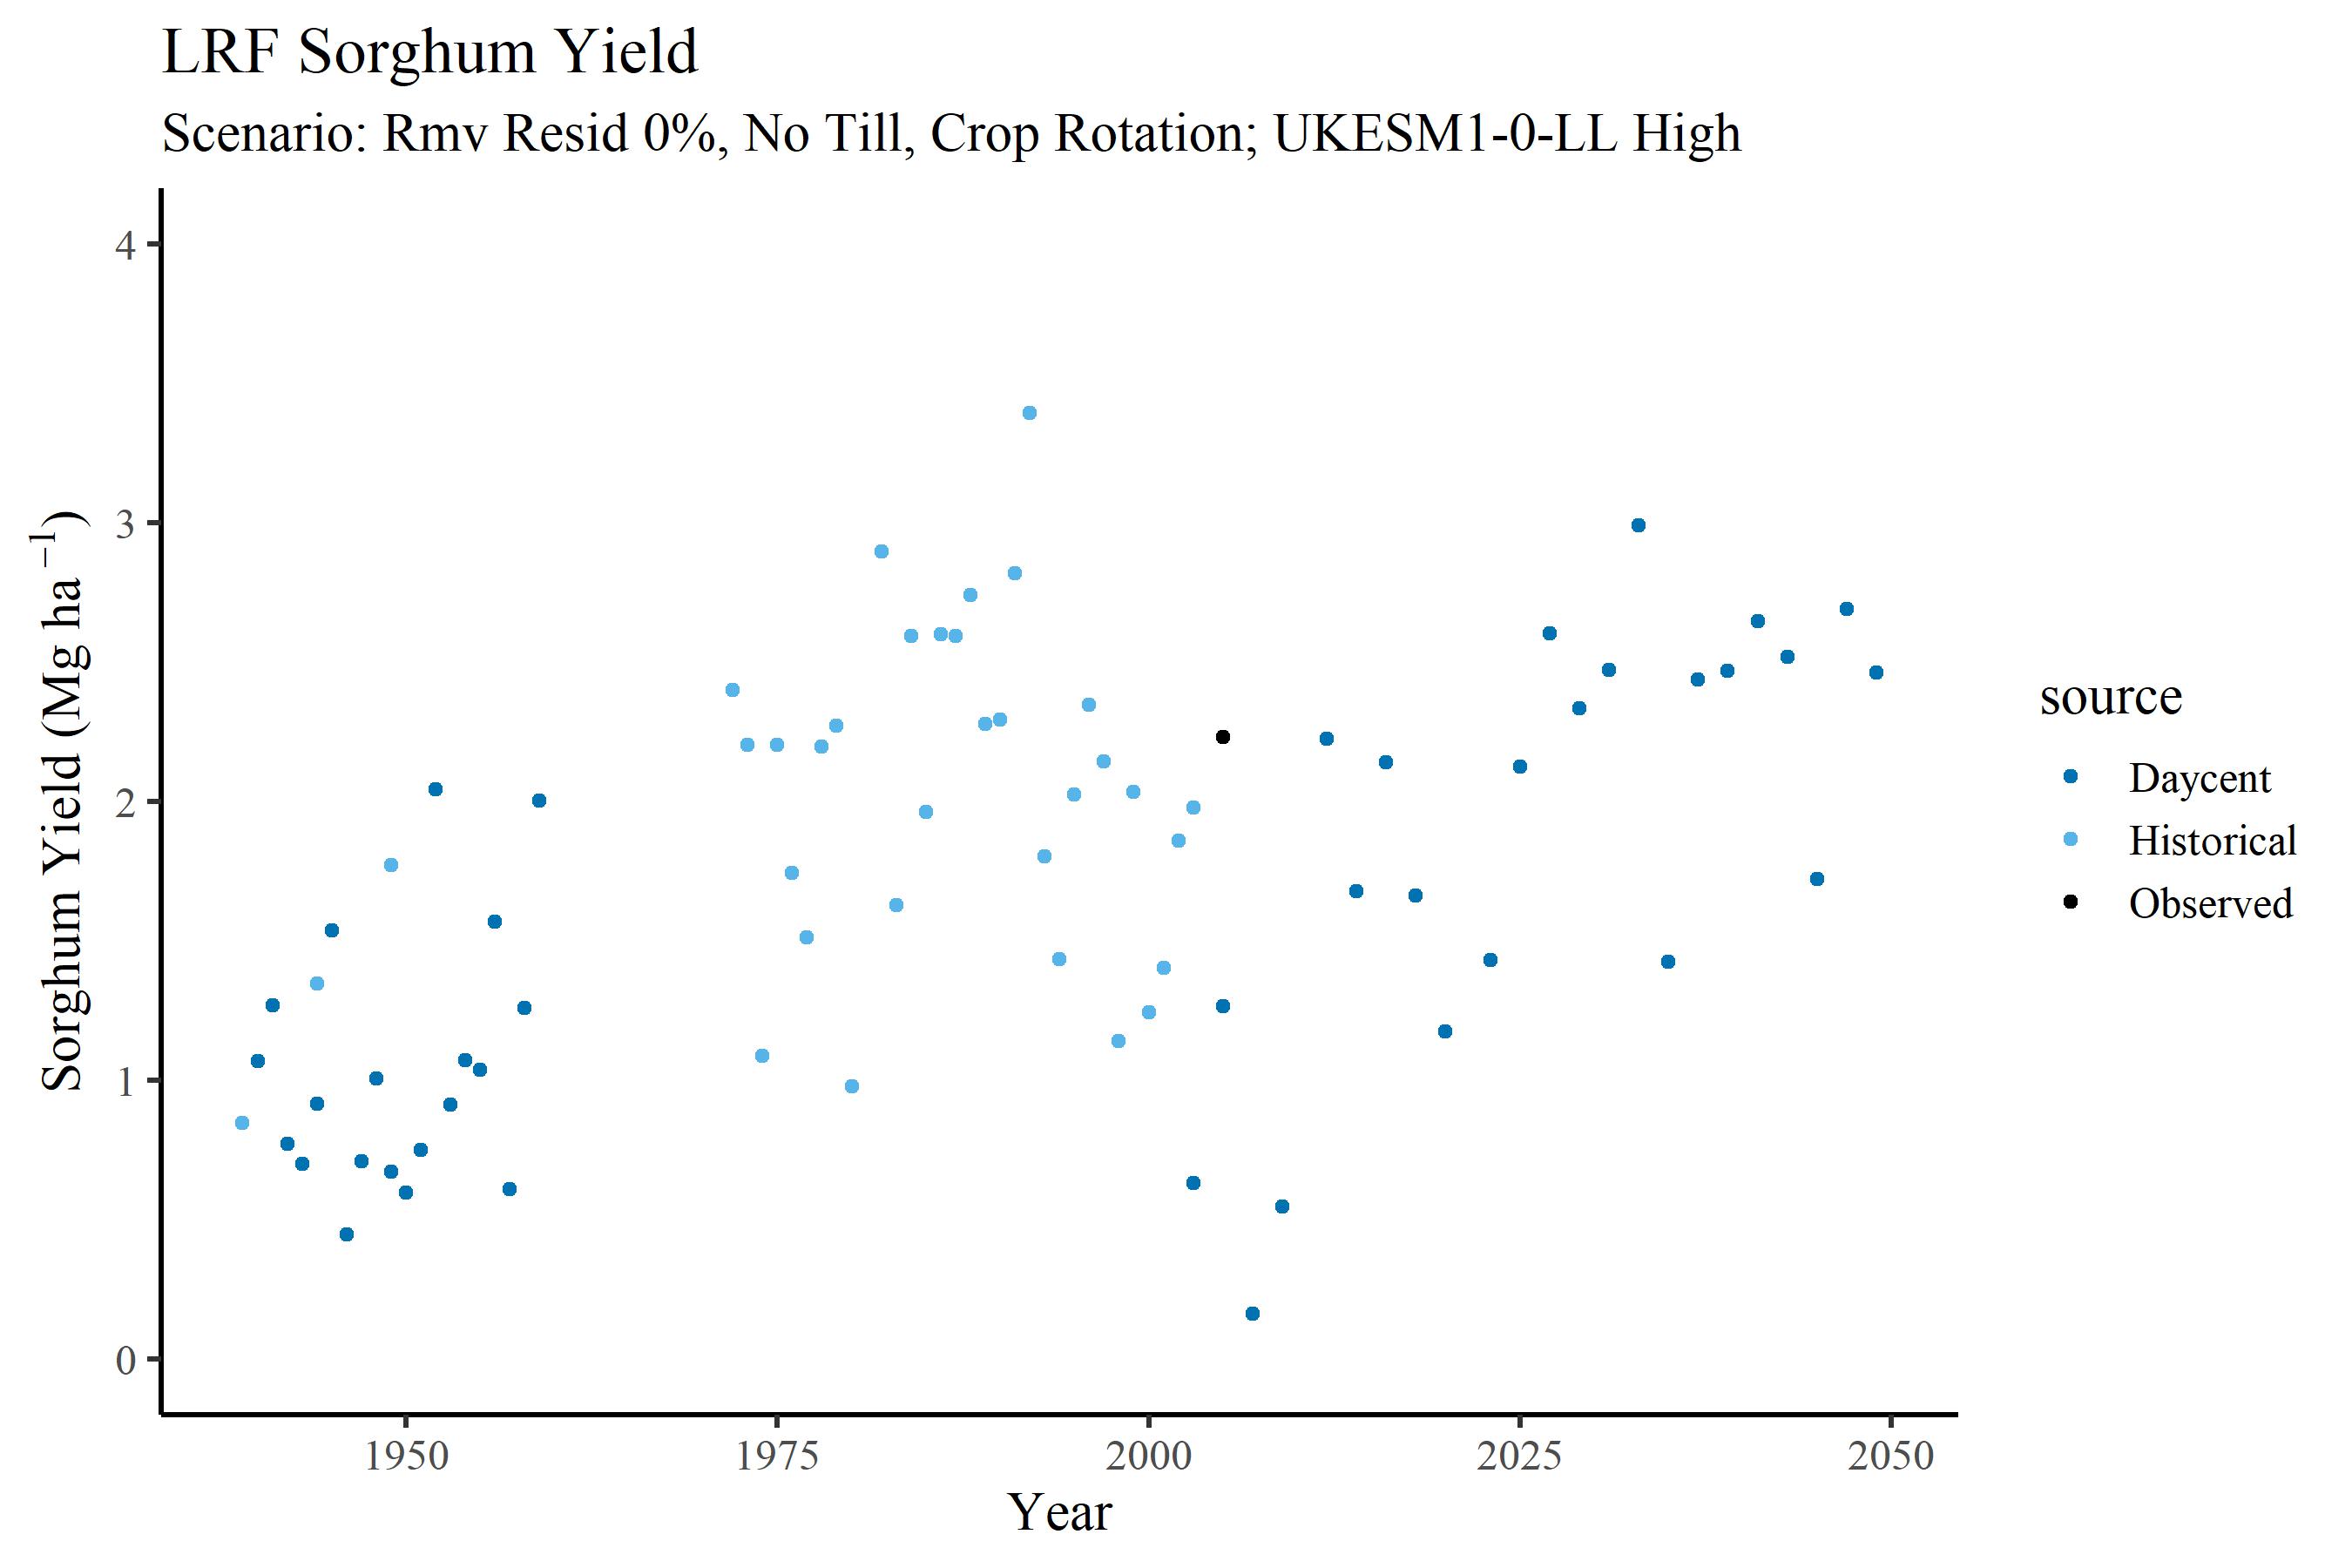 LRF Sorghum Yield
Scenario: Rmv Resid 0%, No Till, Crop Rotation; UKESM1-0-LL High
Sorghum Yield (Mg ha⁻¹)
4
3
2
1
0
1950 1975 2000 2025 2050
Year
source
Daycent
Historical
Observed